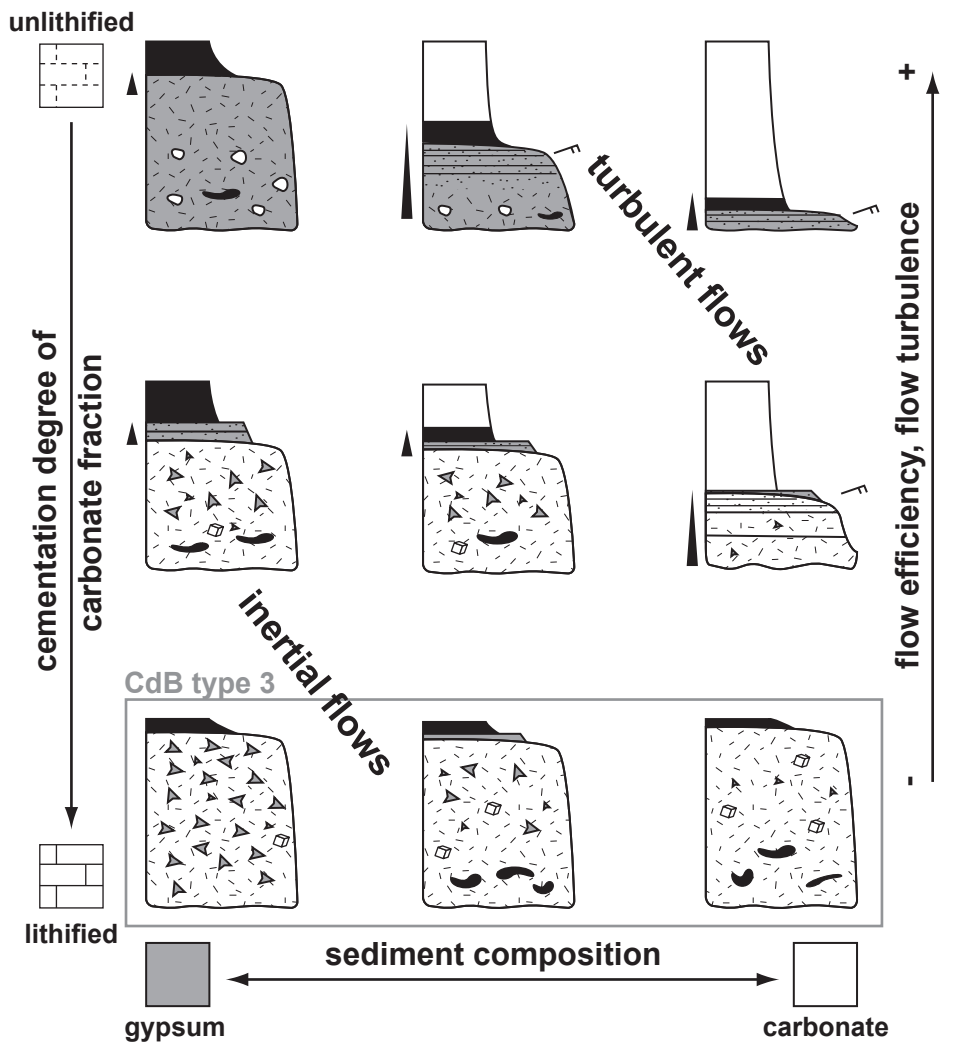 unlithified
+
turbulent flows
flow efficiency, flow turbulence
cementation degree of
carbonate fraction
inertial flows
CdB type 3
-
lithified
sediment composition
gypsum
carbonate